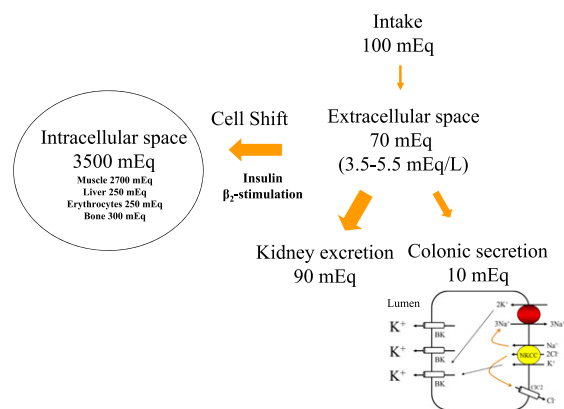 Intake
100 mEq
Cell Shift
Extracellular space
70 mEq
(3.5-5.5 mEq/L)
Intracellular space
3500 mEq
Muscle 2700 mEq
Liver 250 mEq
Erythrocytes 250 mEq
Bone 300 mEq
Insulin
β₂-stimulation
Kidney excretion
90 mEq
Colonic secretion
10 mEq
Lumen
2K⁺
3Na⁺
3Na⁺
K⁺
BK
Na⁺
K⁺
NKCC
2Cl⁻
BK
K⁺
K⁺
BK
ClC2
Cl⁻